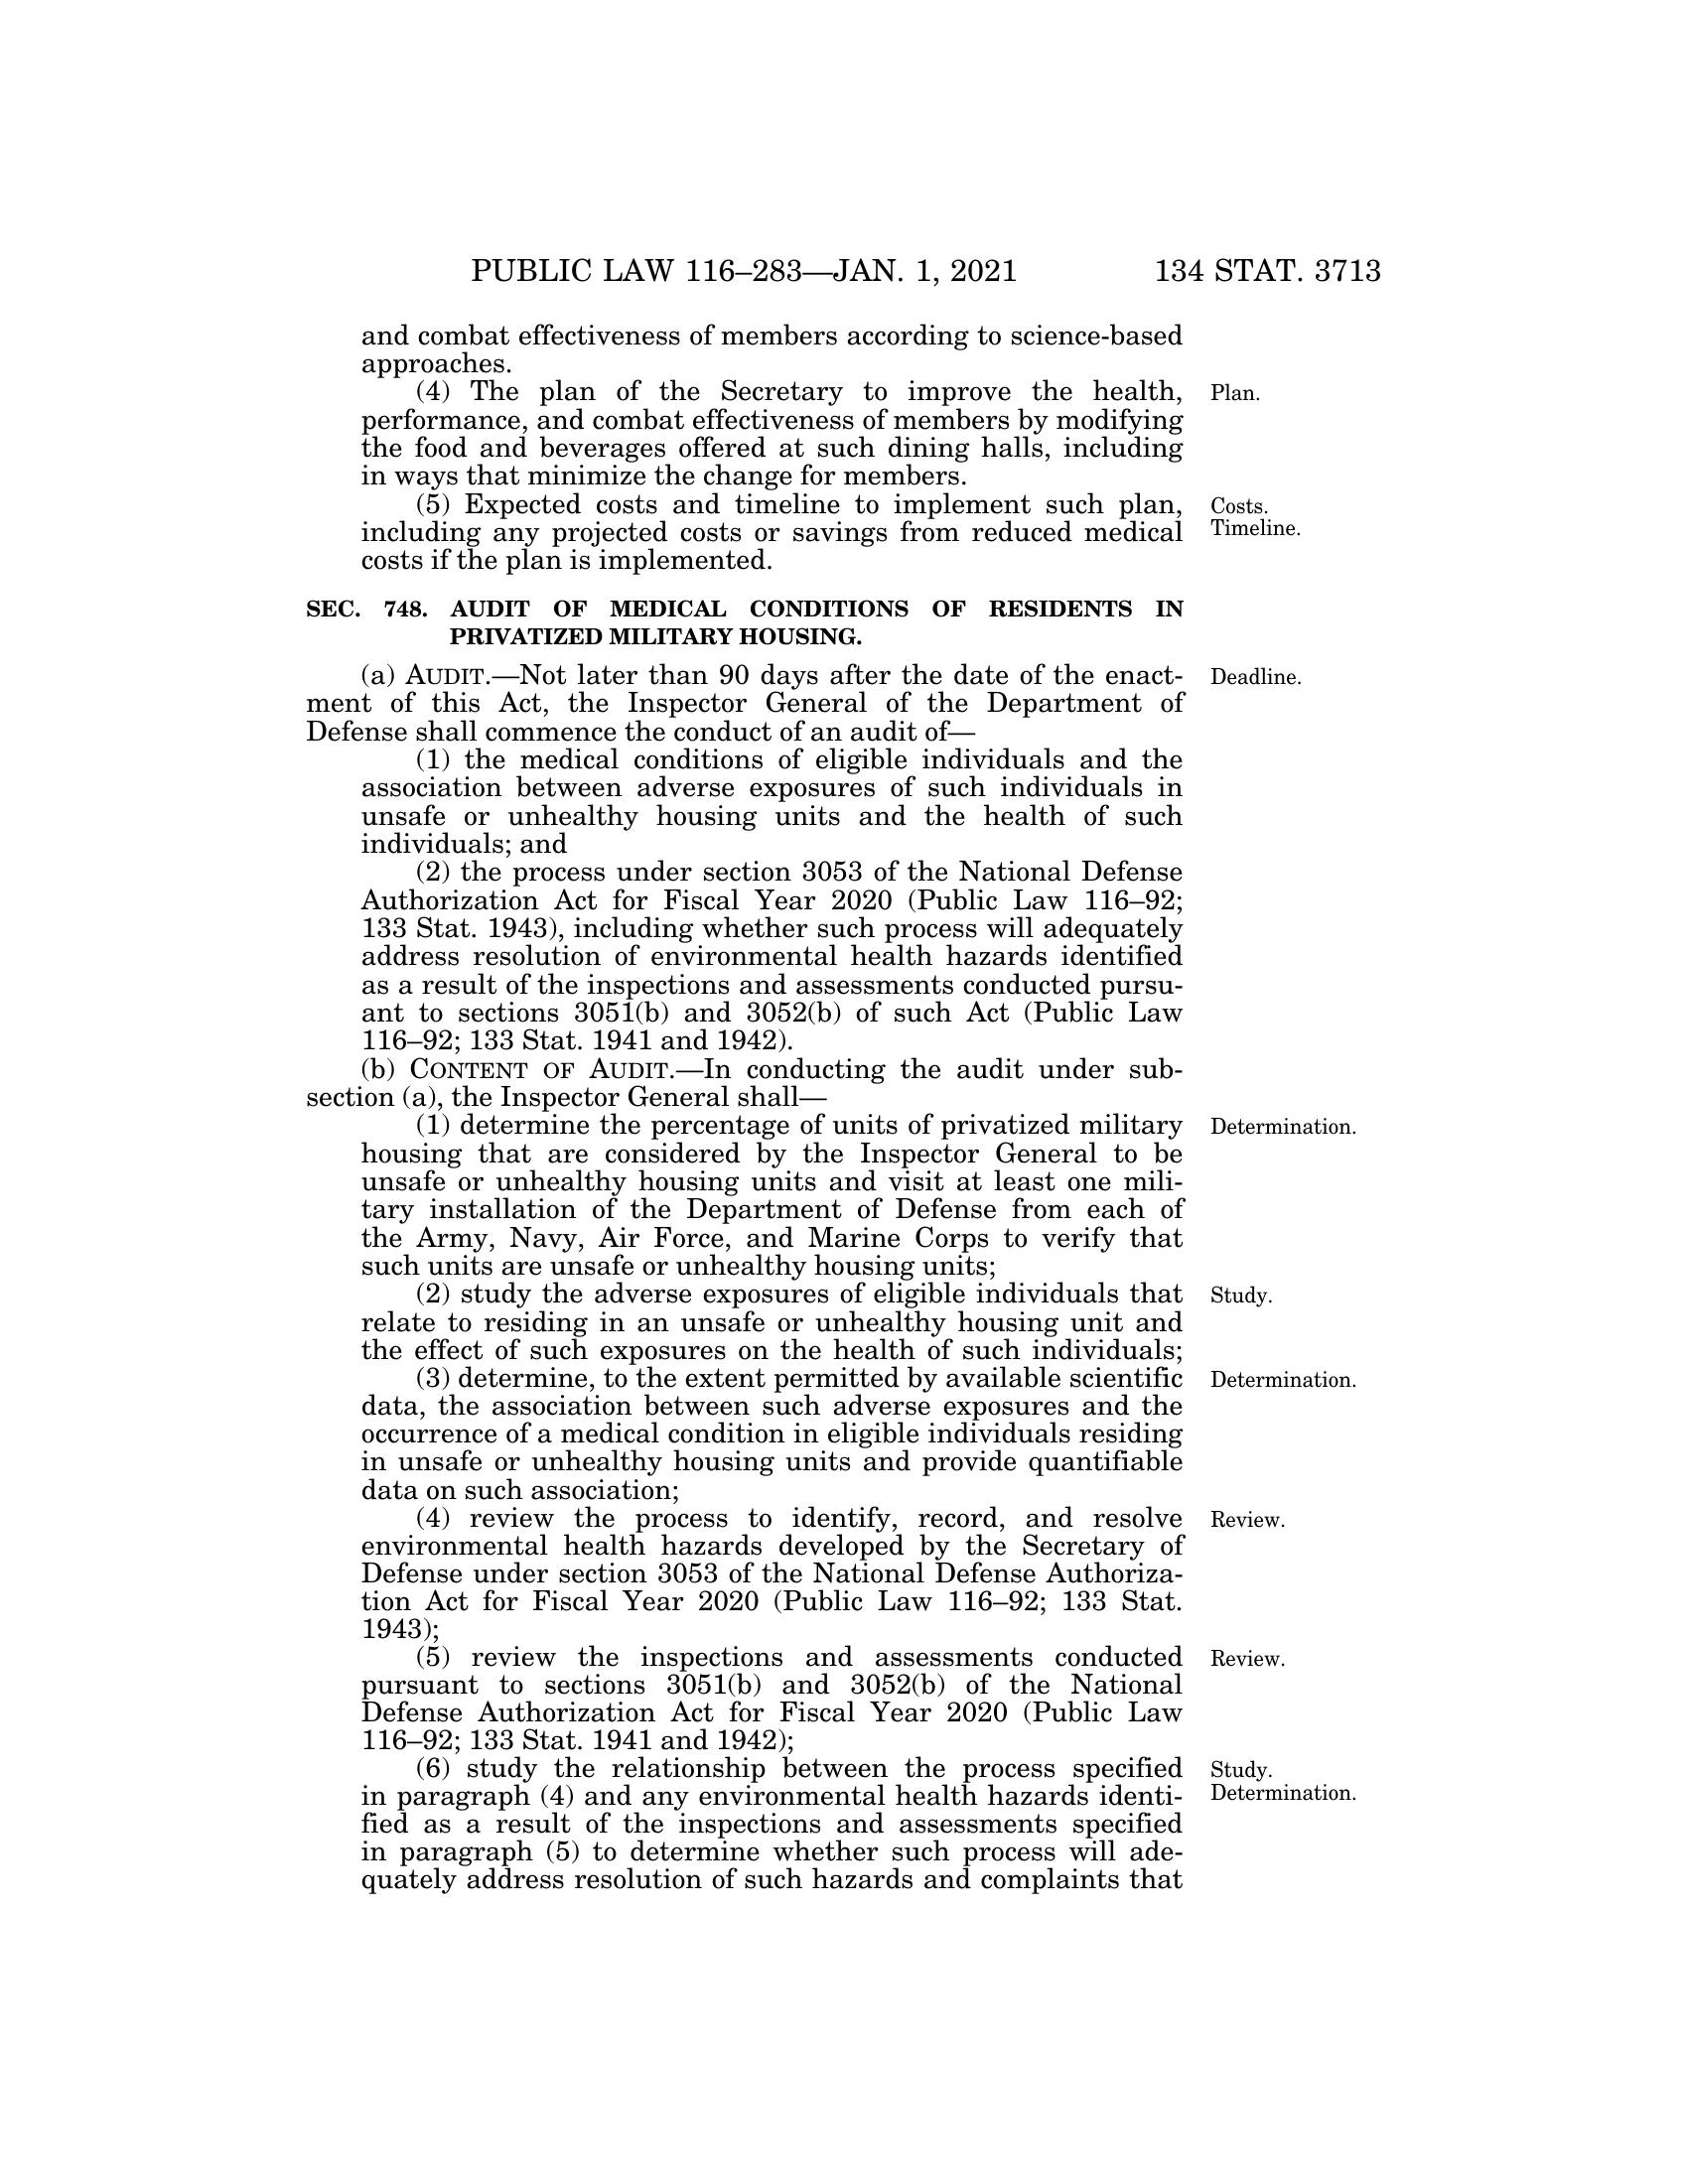 PUBLIC LAW 116–283—JAN. 1, 2021 134 STAT. 3713
and combat effectiveness of members according to science-based
approaches.
(4) The plan of the Secretary to improve the health, Plan.
performance, and combat effectiveness of members by modifying
the food and beverages offered at such dining halls, including
in ways that minimize the change for members.
(5) Expected costs and timeline to implement such plan, Costs.
including any projected costs or savings from reduced medical Timeline.
costs if the plan is implemented.
SEC. 748. AUDIT OF MEDICAL CONDITIONS OF RESIDENTS IN
PRIVATIZED MILITARY HOUSING.
(a) AUDIT.—Not later than 90 days after the date of the enact- Deadline.
ment of this Act, the Inspector General of the Department of
Defense shall commence the conduct of an audit of—
(1) the medical conditions of eligible individuals and the
association between adverse exposures of such individuals in
unsafe or unhealthy housing units and the health of such
individuals; and
(2) the process under section 3053 of the National Defense
Authorization Act for Fiscal Year 2020 (Public Law 116–92;
133 Stat. 1943), including whether such process will adequately
address resolution of environmental health hazards identified
as a result of the inspections and assessments conducted pursu-
ant to sections 3051(b) and 3052(b) of such Act (Public Law
116–92; 133 Stat. 1941 and 1942).
(b) CONTENT OF AUDIT.—In conducting the audit under sub-
section (a), the Inspector General shall—
(1) determine the percentage of units of privatized military Determination.
housing that are considered by the Inspector General to be
unsafe or unhealthy housing units and visit at least one mili-
tary installation of the Department of Defense from each of
the Army, Navy, Air Force, and Marine Corps to verify that
such units are unsafe or unhealthy housing units;
(2) study the adverse exposures of eligible individuals that Study.
relate to residing in an unsafe or unhealthy housing unit and
the effect of such exposures on the health of such individuals;
(3) determine, to the extent permitted by available scientific Determination.
data, the association between such adverse exposures and the
occurrence of a medical condition in eligible individuals residing
in unsafe or unhealthy housing units and provide quantifiable
data on such association;
(4) review the process to identify, record, and resolve Review.
environmental health hazards developed by the Secretary of
Defense under section 3053 of the National Defense Authoriza-
tion Act for Fiscal Year 2020 (Public Law 116–92; 133 Stat.
1943);
(5) review the inspections and assessments conducted Review.
pursuant to sections 3051(b) and 3052(b) of the National
Defense Authorization Act for Fiscal Year 2020 (Public Law
116–92; 133 Stat. 1941 and 1942);
(6) study the relationship between the process specified Study.
in paragraph (4) and any environmental health hazards identi- Determination.
fied as a result of the inspections and assessments specified
in paragraph (5) to determine whether such process will ade-
quately address resolution of such hazards and complaints that